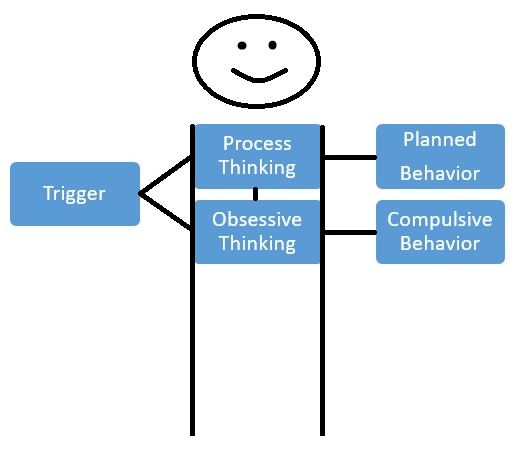 Process
Thinking
Planned
Behavior
Trigger
Obsessive
Thinking
Compulsive
Behavior